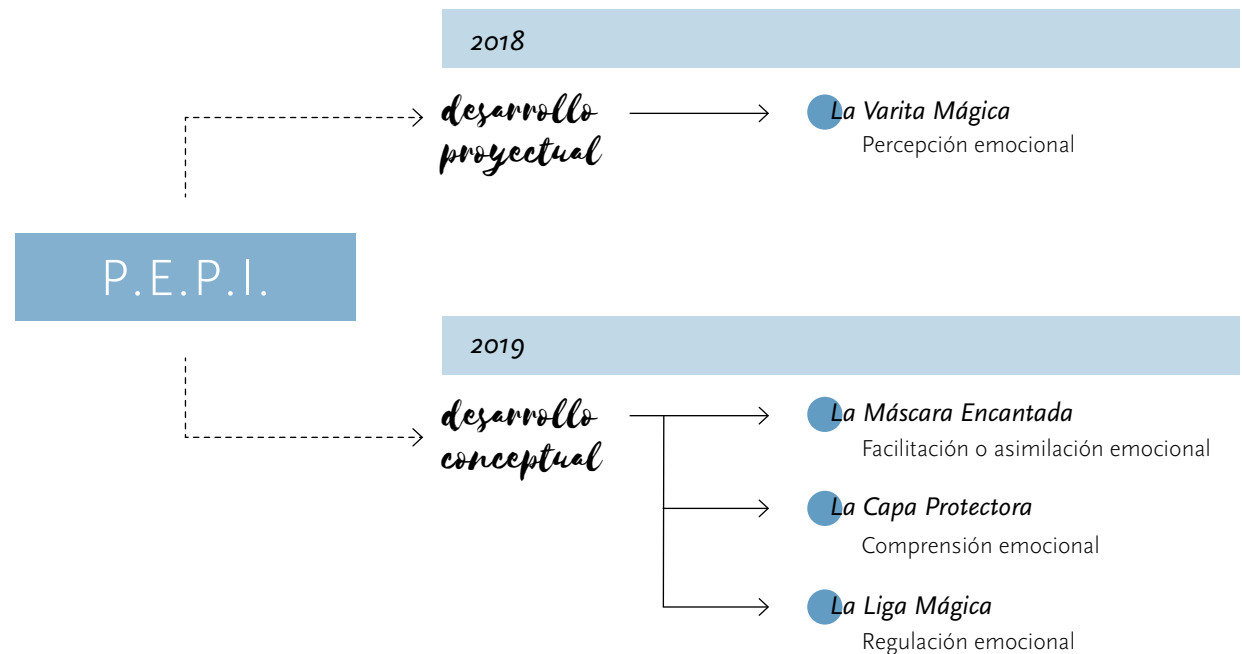 2018
desarrollo
proyectual
La Varita Mágica
Percepción emocional
P.E.P.I.
2019
desarrollo
conceptual
La Máscara Encantada
Facilitación o asimilación emocional
La Capa Protectora
Comprensión emocional
La Liga Mágica
Regulación emocional